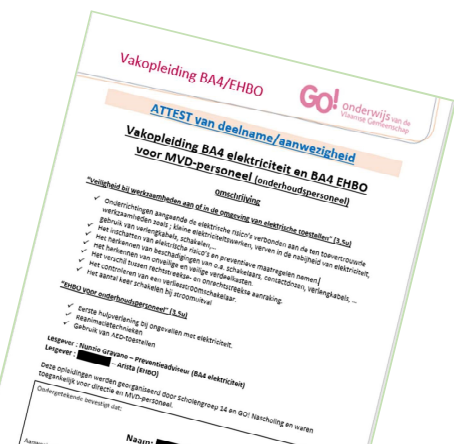 Vakopleiding BA4/EHBO
GO! onderwijs van de
Vlaamse Gemeenschap
ATTEST van deelname/aanwezigheid
Vakopleiding BA4 elektriciteit en BA4 EHBO
voor MVD-personeel (onderhoudspersoneel)
omschrijving
"Veiligheid bij werkzaamheden aan of in de omgeving van elektrische toestellen" (3,5u)
✓ Onderrichtingen aangaande de elektrische risico's verbonden aan de ten toevertrouwde
werkzaamheden zoals ; kleine elektriciteitswerken, verven in de nabijheid van elektriciteit,
gebruik van verlengkabels, schakelen,...
✓ Het inschatten van elektrische risico's en preventieve maatregelen namen!
✓ Het herkennen van beschadigingen van o.a. schakelaars, contactdozen, verlengkabels, ...
✓ Het herkennen van onveilige en veilige verdeelkasten.
✓ Het verschil tussen rechtstreekse- en onrechtstreekse aanraking.
✓ Het controleren van een verliesstroomschakelaar.
✓ Het aantal keer schakelen bij stroomuitval
"EHBO voor onderhoudspersoneel" (3,5u)
✓ Eerste hulpverlening bij ongevallen met elektriciteit.
✓ Reanimatietechnieken
✓ Gebruik van AED-toestellen
Lesgever : Nunzio Gravano – Preventieadviseur (BA4 elektriciteit)
Lesgever : - Arista (EHBO)
Deze opleidingen werden georganiseerd door Scholengroep 14 en GO! Nascholing en waren
toegankelijk voor directie en MVD-personeel.
Ondergetekende bevestigt dat:
Naam: